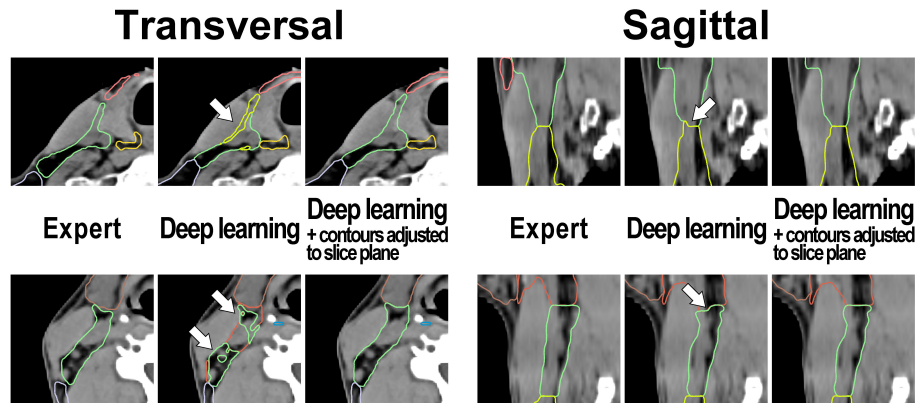 Transversal
Sagittal
Expert
Deep learning
Deep learning
+ contours adjusted
to slice plane
Expert
Deep learning
Deep learning
+ contours adjusted
to slice plane